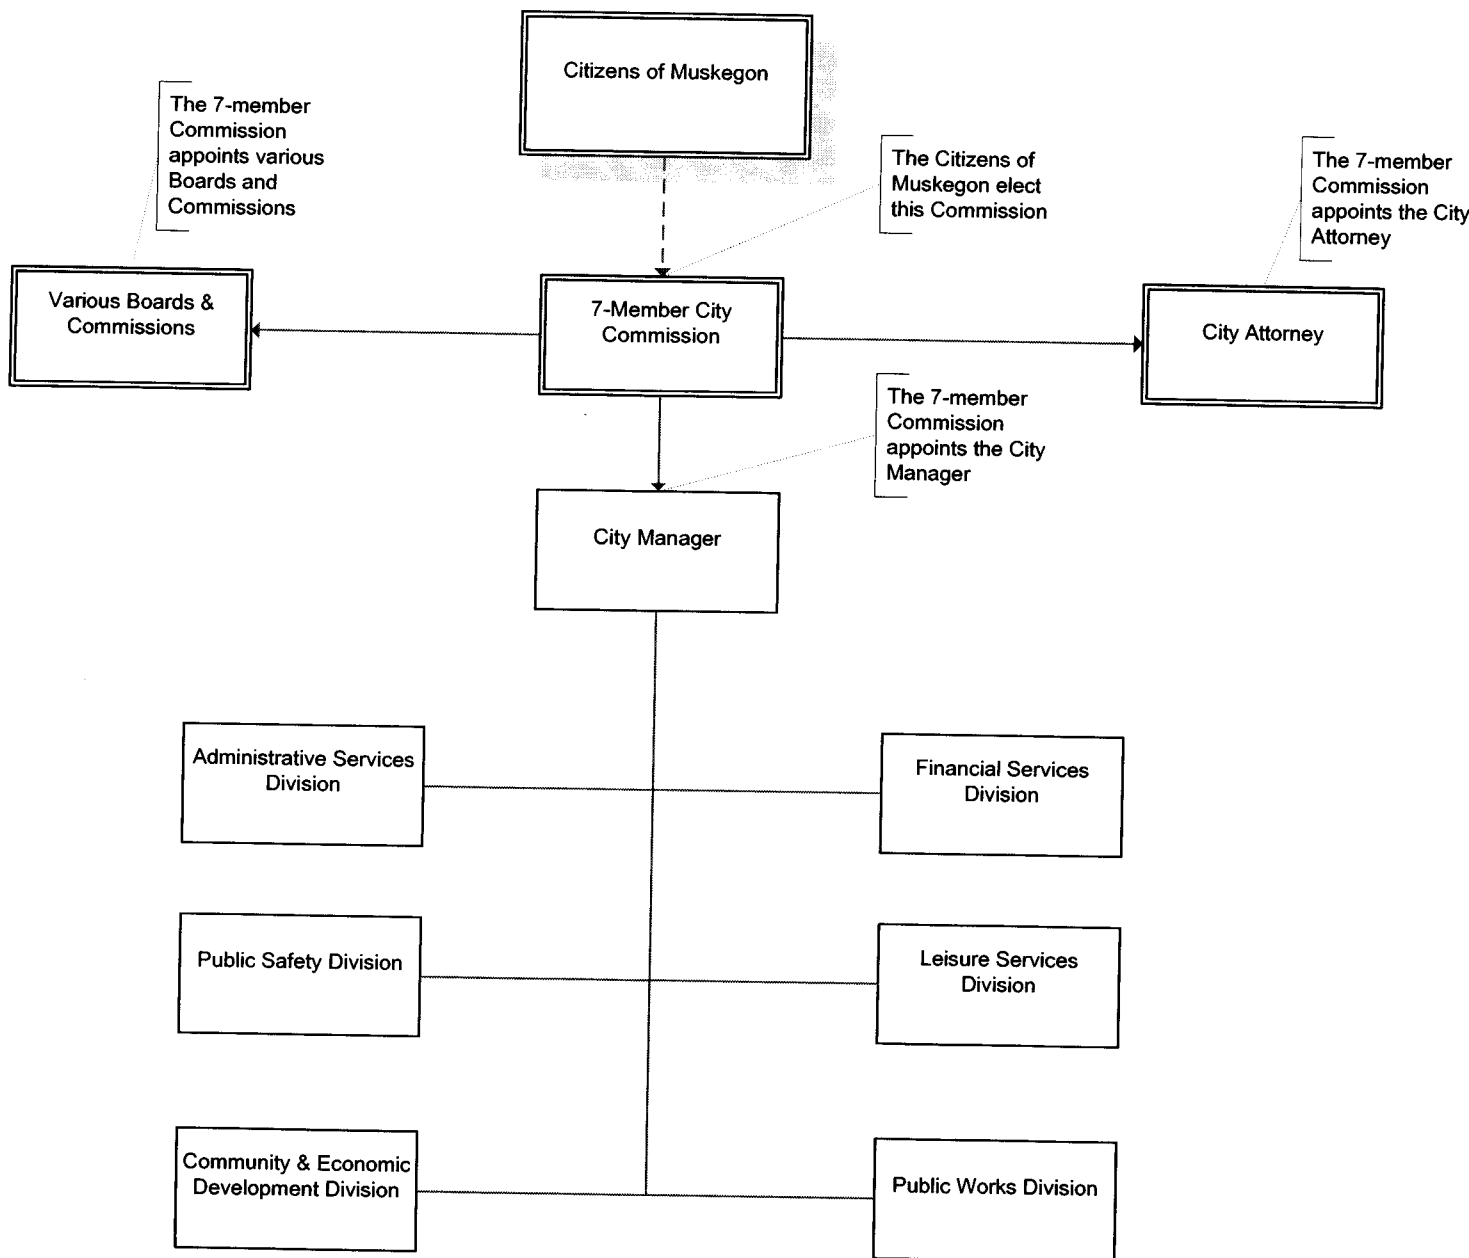 Citizens of Muskegon
The 7-member
Commission
appoints various
Boards and
Commissions
The Citizens of
Muskegon elect
this Commission
The 7-member
Commission
appoints the City
Attorney
Various Boards &
Commissions
7-Member City
Commission
City Attorney
The 7-member
Commission
appoints the City
Manager
City Manager
Administrative Services
Division
Financial Services
Division
Public Safety Division
Leisure Services
Division
Community & Economic
Development Division
Public Works Division